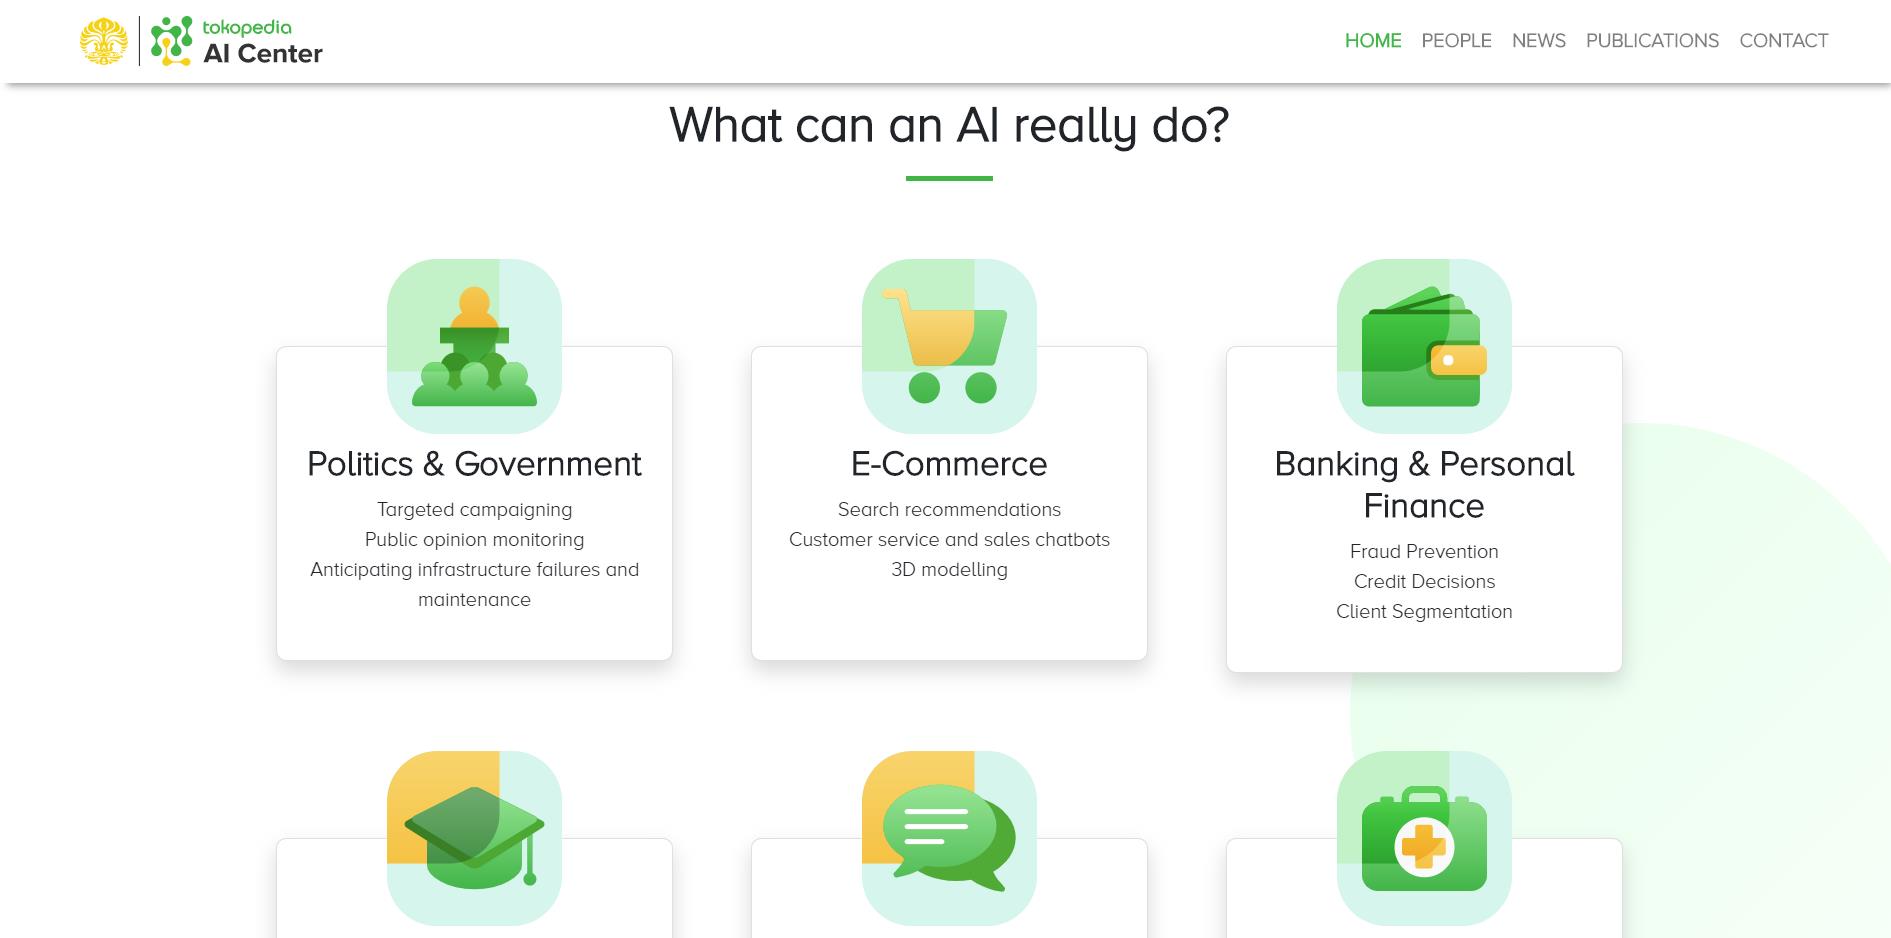 tokopedia
AI Center
HOME PEOPLE NEWS PUBLICATIONS CONTACT
What can an AI really do?
Politics & Government
Targeted campaigning
Public opinion monitoring
Anticipating infrastructure failures and
maintenance
E-Commerce
Search recommendations
Customer service and sales chatbots
3D modelling
Banking & Personal
Finance
Fraud Prevention
Credit Decisions
Client Segmentation